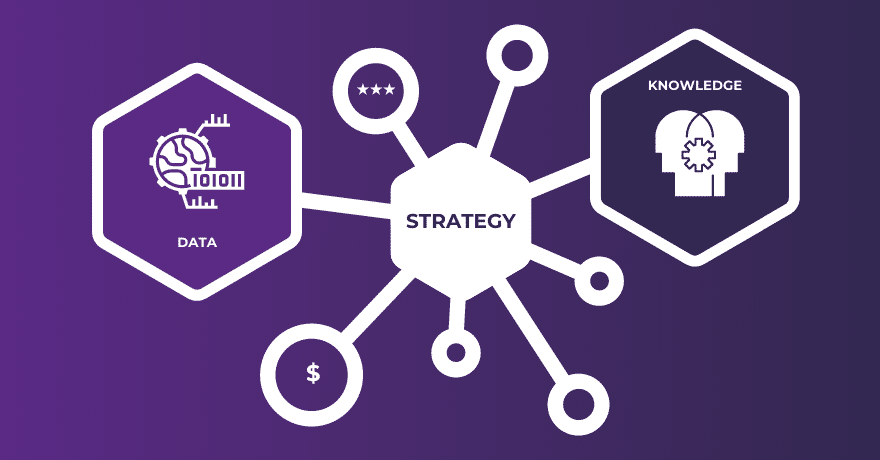 KNOWLEDGE
★★★
STRATEGY
101011
DATA
$